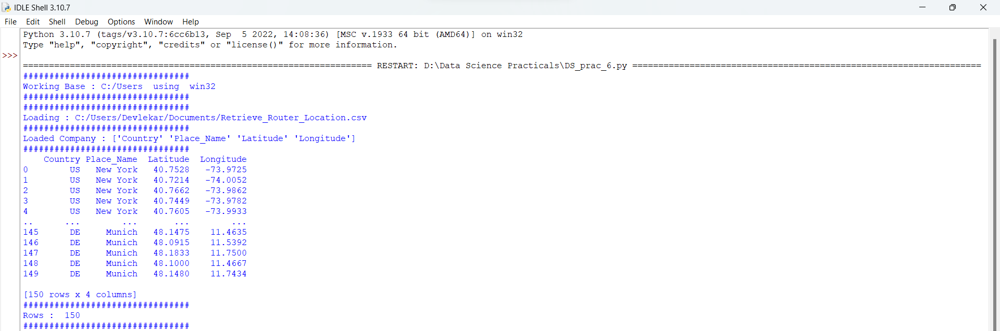 IDLE Shell 3.10.7
File Edit Shell Debug Options Window Help
Python 3.10.7 (tags/v3.10.7:6cc6b13, Sep  5 2022, 14:08:36) [MSC v.1933 64 bit (AMD64)] on win32
Type "help", "copyright", "credits" or "license()" for more information.
>>>
=================================================================== RESTART: D:\Data Science Practicals\DS_prac_6.py ===================================================================
################################
Working Base : C:/Users  using  win32
################################
################################
Loading : C:/Users/Devlekar/Documents/Retrieve_Router_Location.csv
################################
Loaded Company : ['Country' 'Place_Name' 'Latitude' 'Longitude']
################################
    Country Place_Name  Latitude  Longitude
0        US   New York   40.7528   -73.9725
1        US   New York   40.7214   -74.0052
2        US   New York   40.7662   -73.9862
3        US   New York   40.7449   -73.9782
4        US   New York   40.7605   -73.9933
..      ...        ...       ...        ...
145      DE     Munich   48.1475    11.4635
146      DE     Munich   48.0915    11.5392
147      DE     Munich   48.1833    11.7500
148      DE     Munich   48.1000    11.4667
149      DE     Munich   48.1480    11.7434
[150 rows x 4 columns]
################################
Rows :  150
################################